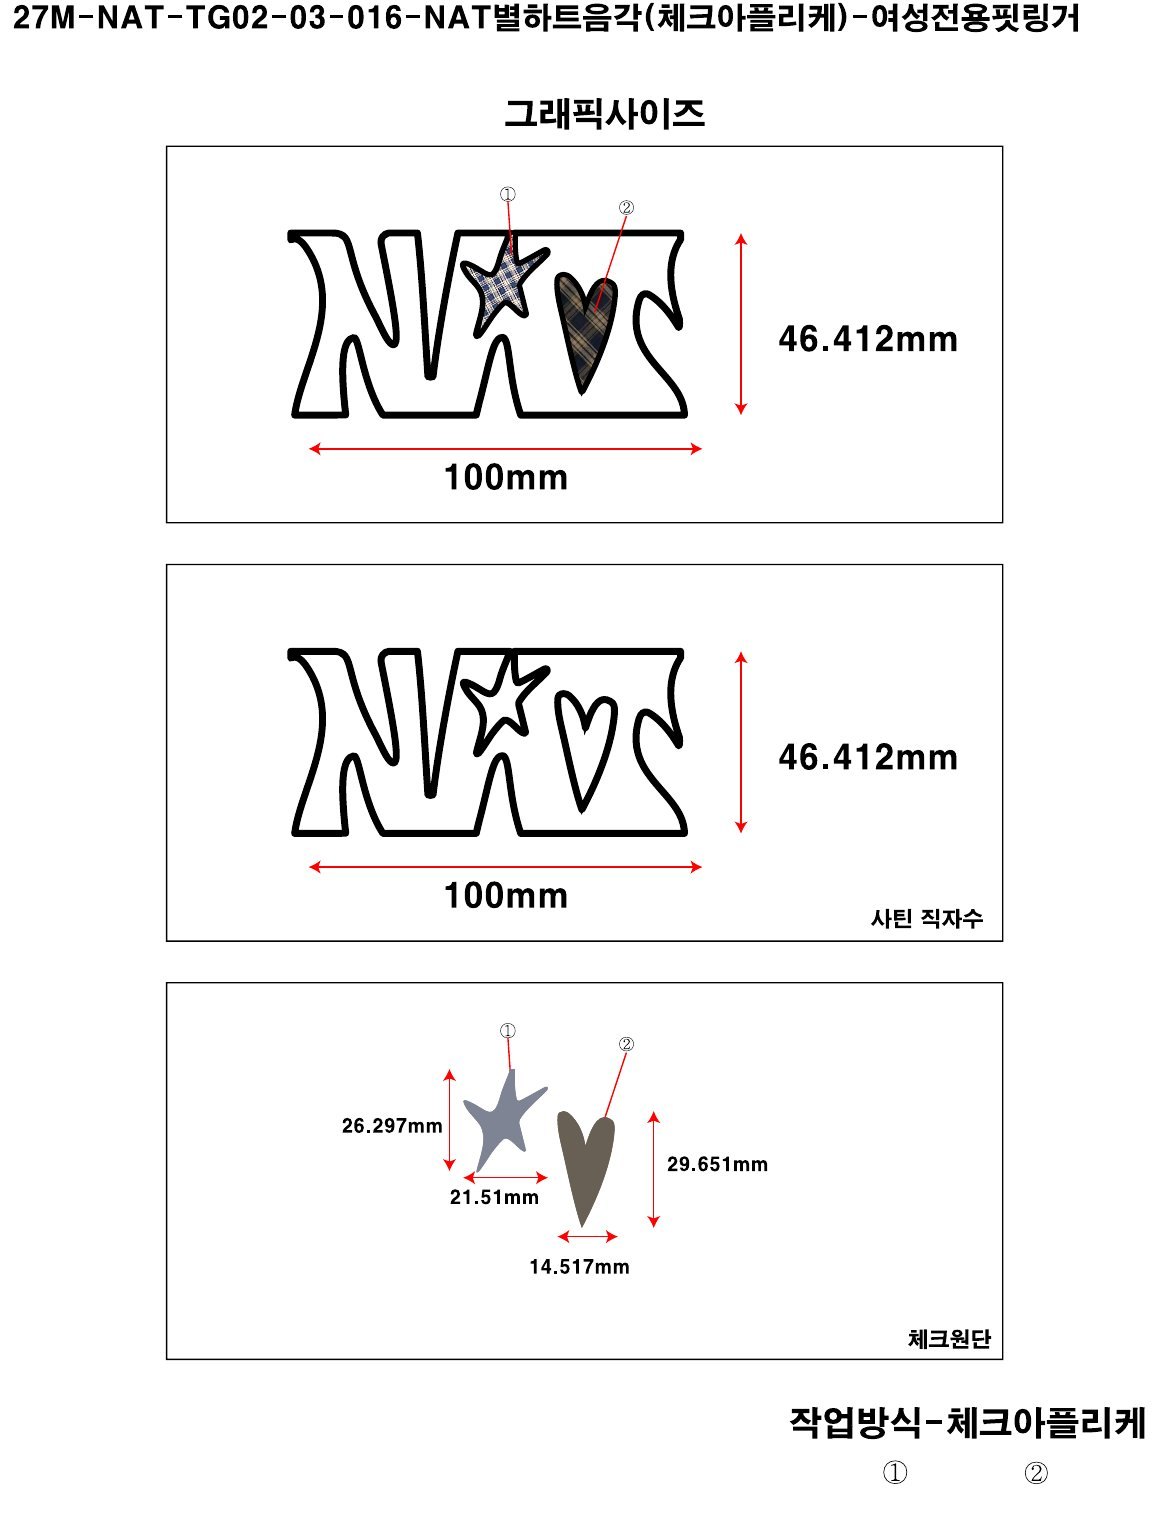 27M-NAT-TG02-03-016-NAT별하트음각(체크아플리케)-여성전용핏링거
그래픽사이즈
① ②
NAT
46.412mm
100mm
NAT
46.412mm
100mm
사틴 직자수
① ②
26.297mm
29.651mm
21.51mm
14.517mm
체크원단
작업방식-체크아플리케
① ②